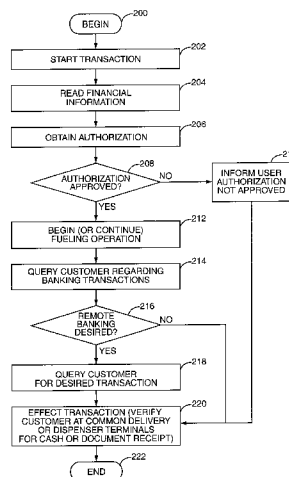 BEGIN
200
202
START TRANSACTION
204
READ FINANCIAL
INFORMATION
206
OBTAIN AUTHORIZATION
208
AUTHORIZATION
APPROVED?
NO
YES
INFORM USER
AUTHORIZATION
NOT APPROVED
212
BEGIN (OR CONTINUE)
FUELING OPERATION
214
QUERY CUSTOMER REGARDING
BANKING TRANSACTIONS
216
REMOTE
BANKING
DESIRED?
NO
YES
218
QUERY CUSTOMER
FOR DESIRED TRANSACTION
220
EFFECT TRANSACTION (VERIFY
CUSTOMER AT COMMON DELIVERY
OR DISPENSER TERMINALS
FOR CASH OR DOCUMENT RECEIPT)
END
222